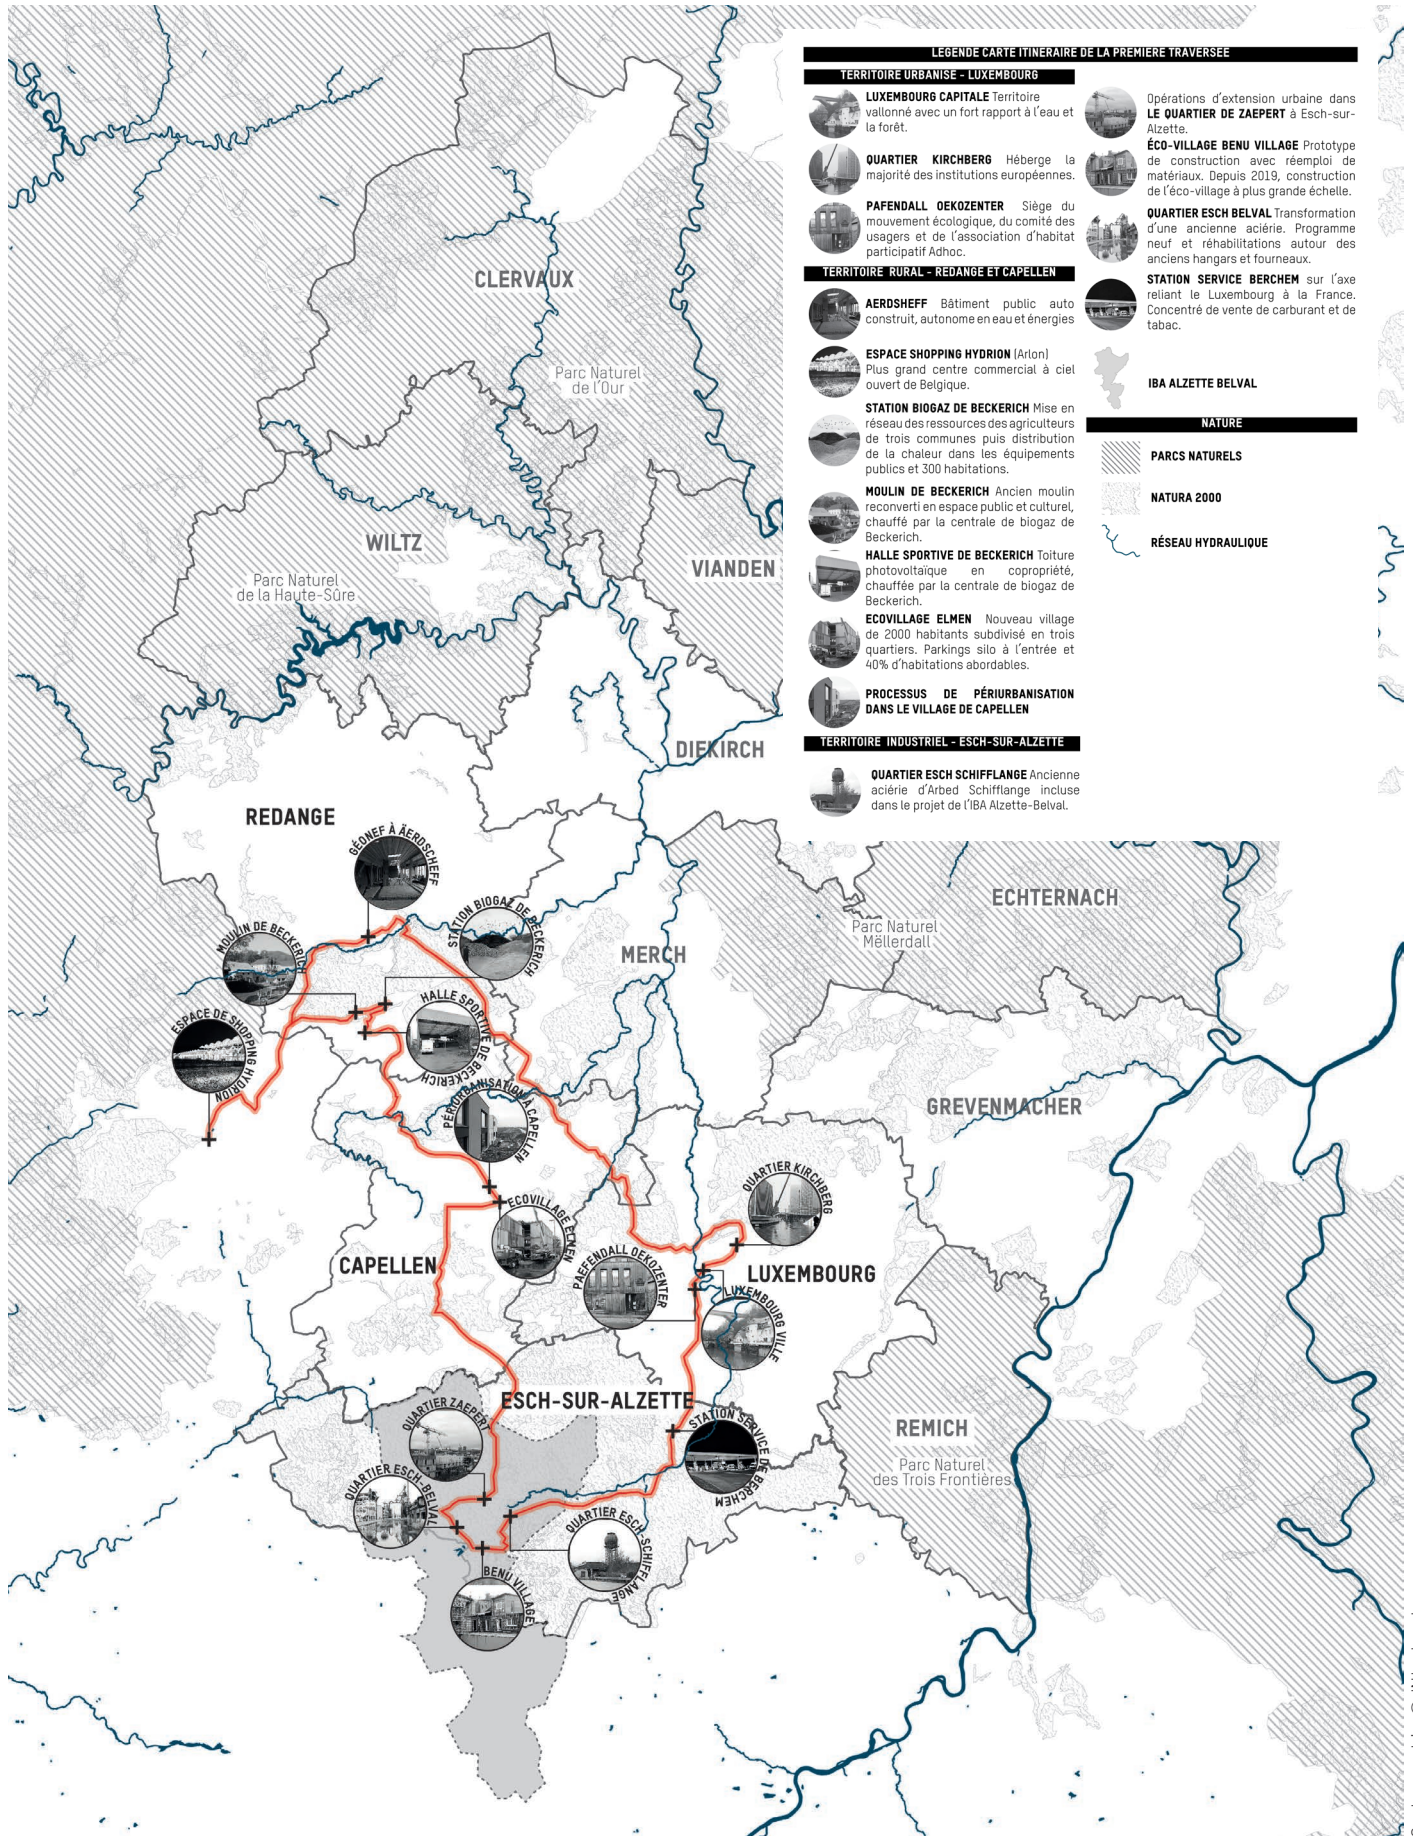 LEGENDE CARTE ITINERAIRE DE LA PREMIERE TRAVERSEE
TERRITOIRE URBANISE - LUXEMBOURG
LUXEMBOURG CAPITALE Territoire
vallonné avec un fort rapport à l'eau et
la forêt.
QUARTIER KIRCHBERG Héberge la
majorité des institutions européennes.
PAFENDALL OEKOZENTER Siège du
mouvement écologique, du comité des
usagers et de l'association d'habitat
participatif Adhoc.
TERRITOIRE RURAL - REDANGE ET CAPELLEN
AERDSHEFF Bâtiment public auto
construit, autonome en eau et énergies
ESPACE SHOPPING HYDRION (Arlon)
Plus grand centre commercial à ciel
ouvert de Belgique.
STATION BIOGAZ DE BECKERICH Mise en
réseau des ressources des agriculteurs
de trois communes puis distribution
de la chaleur dans les équipements
publics et 300 habitations.
MOULIN DE BECKERICH Ancien moulin
reconverti en espace public et culturel,
chauffé par la centrale de biogaz de
Beckerich.
HALLE SPORTIVE DE BECKERICH Toiture
photovoltaïque en copropriété,
chauffée par la centrale de biogaz de
Beckerich.
ECOVILLAGE ELMEN Nouveau village
de 2000 habitants subdivisé en trois
quartiers. Parkings silo à l'entrée et
40% d'habitations abordables.
PROCESSUS DE PÉRIURBANISATION
DANS LE VILLAGE DE CAPELLEN
TERRITOIRE INDUSTRIEL - ESCH-SUR-ALZETTE
QUARTIER ESCH SCHIFFLANGE Ancienne
aciérie d'Arbed Schifflange incluse
dans le projet de l'IBA Alzette-Belval.
Opérations d'extension urbaine dans
LE QUARTIER DE ZAEPERT à Esch-sur-
Alzette.
ÉCO-VILLAGE BENU VILLAGE Prototype
de construction avec réemploi de
matériaux. Depuis 2019, construction
de l'éco-village à plus grande échelle.
QUARTIER ESCH BELVAL Transformation
d'une ancienne aciérie. Programme
neuf et réhabilitations autour des
anciens hangars et fourneaux.
STATION SERVICE BERCHEM sur l'axe
reliant le Luxembourg à la France.
Concentré de vente de carburant et de
tabac.
IBA ALZETTE BELVAL
NATURE
PARCS NATURELS
NATURA 2000
RÉSEAU HYDRAULIQUE
CLERVAUX
Parc Naturel
de l'Our
WILTZ
VIANDEN
Parc Naturel
de la Haute-Sûre
DIEKIRCH
REDANGE
GÉONEF À ÄERDSCHEFF
STATION BIOGAZ DE BECKERICH
MOULIN DE BECKERICH
ECHTERNACH
Parc Naturel
Mëllerdall
MERCH
HALLE SPORTIVE DE BECKERICH
ESPACE DE SHOPPING HYDRION
PÉRIURBANISATION À CAPELLEN
GREVENMACHER
QUARTIER KIRCHBERG
ECOVILLAGE ELMEN
CAPELLEN
PAEFENDALL OEKOZENTER
LUXEMBOURG
LUXEMBOURG VILLE
ESCH-SUR-ALZETTE
QUARTIER ZAEPERT
STATION SERVICE DE BERCHEM
REMICH
Parc Naturel
des Trois Frontières
QUARTIER ESCH-BELVAL
QUARTIER ESCH-SCHIFFLANGE
BENU VILLAGE